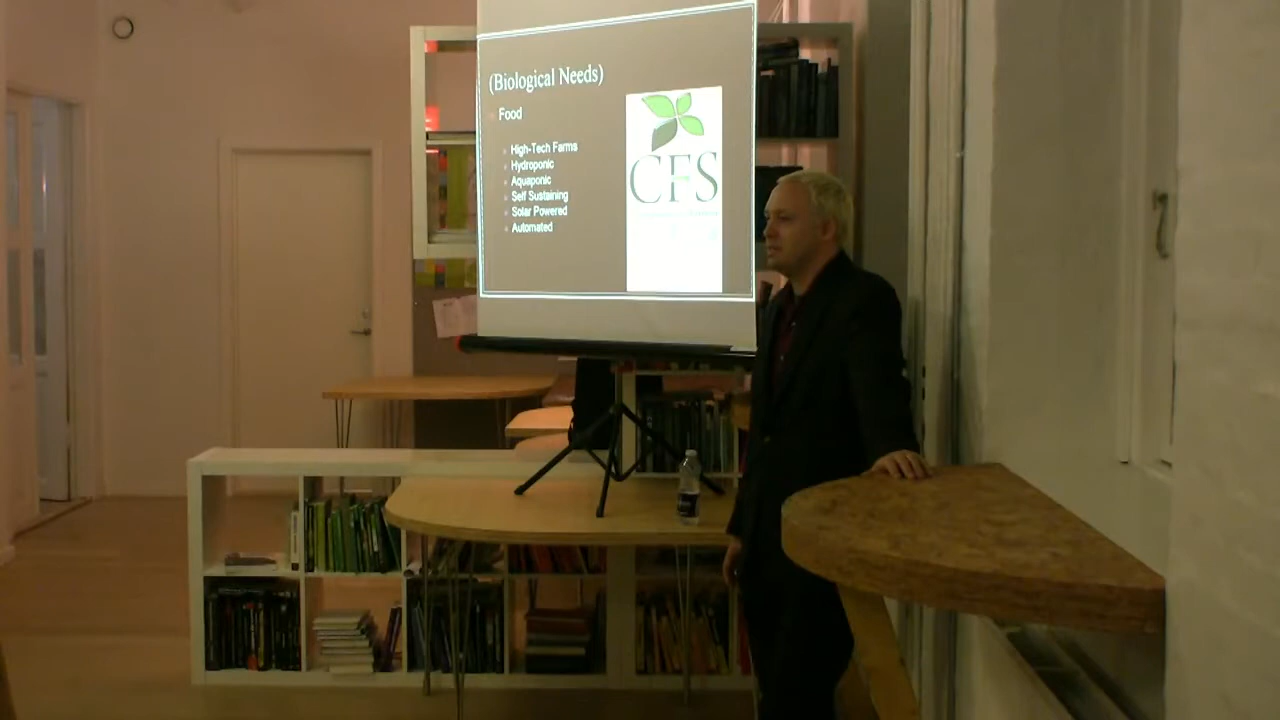 (Biological Needs)
Food
High-Tech Farms
Hydroponic
Aquaponic
Self Sustaining
Solar Powered
Automated
CFS